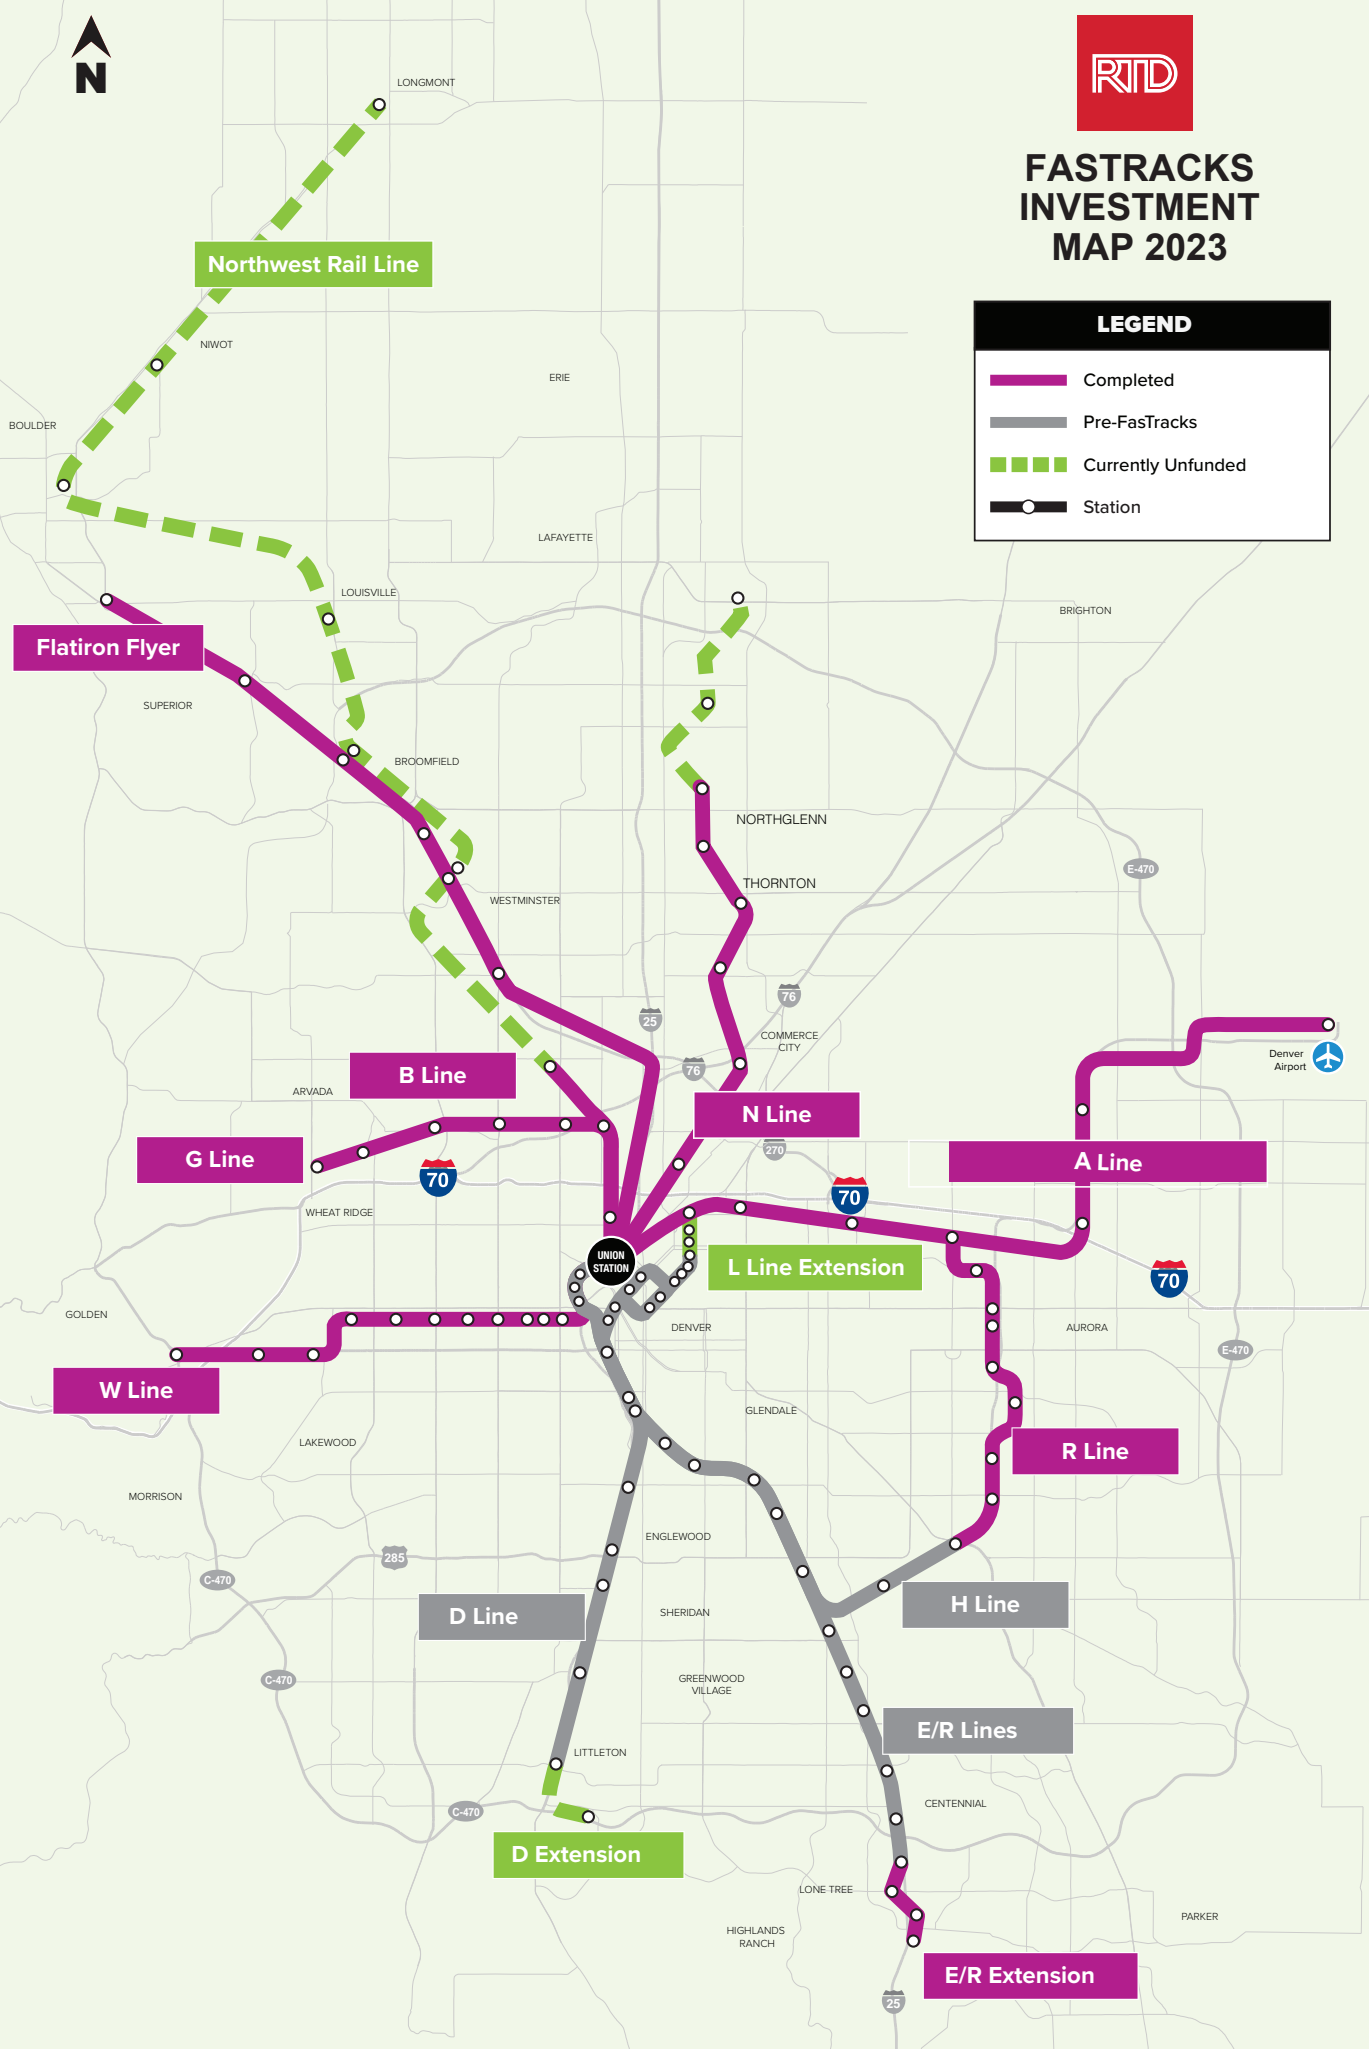 N
LONGMONT
RTD
FASTRACKS
INVESTMENT
MAP 2023
Northwest Rail Line
LEGEND
Completed
Pre-FasTracks
Currently Unfunded
Station
NIWOT
ERIE
BOULDER
LAFAYETTE
LOUISVILLE
BRIGHTON
Flatiron Flyer
SUPERIOR
BROOMFIELD
NORTHGLENN
E-470
THORNTON
WESTMINSTER
76
25
COMMERCE
CITY
Denver
Airport
76
B Line
ARVADA
N Line
270
G Line
70
A Line
70
WHEAT RIDGE
UNION
STATION
L Line Extension
70
GOLDEN
DENVER
AURORA
E-470
W Line
GLENDALE
LAKEWOOD
R Line
MORRISON
ENGLEWOOD
285
C-470
H Line
D Line
SHERIDAN
C-470
GREENWOOD
VILLAGE
E/R Lines
LITTLETON
CENTENNIAL
C-470
D Extension
LONE TREE
PARKER
HIGHLANDS
RANCH
E/R Extension
25